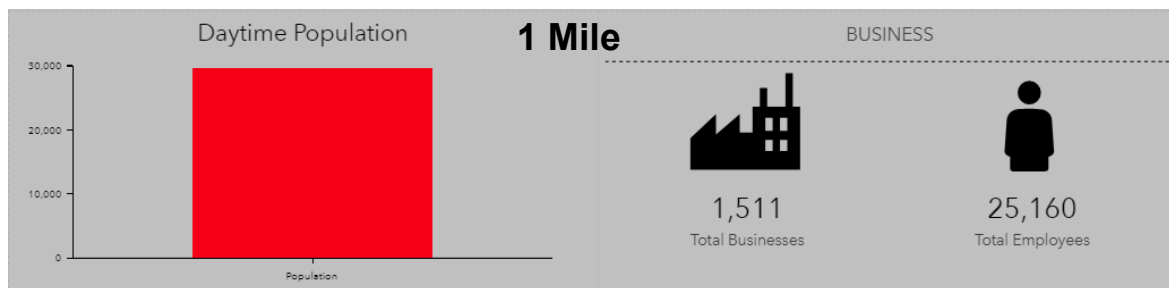 Daytime Population
1 Mile
30,000
20,000
10,000
0
Population
BUSINESS
1,511
Total Businesses
25,160
Total Employees